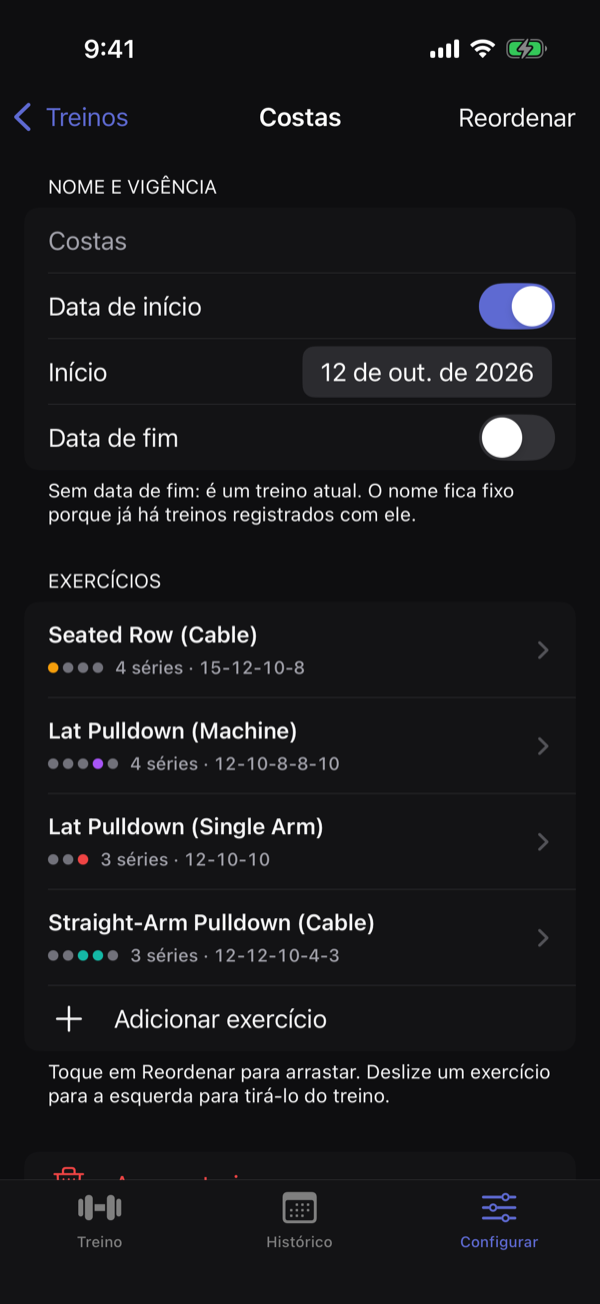 9:41
Treinos
Costas
Reordenar
NOME E VIGÊNCIA
Costas
Data de início
Início
12 de out. de 2026
Data de fim
Sem data de fim: é um treino atual. O nome fica fixo
porque já há treinos registrados com ele.
EXERCÍCIOS
Seated Row (Cable)
4 séries · 15-12-10-8
Lat Pulldown (Machine)
4 séries · 12-10-8-8-10
Lat Pulldown (Single Arm)
3 séries · 12-10-10
Straight-Arm Pulldown (Cable)
3 séries · 12-12-10-4-3
Adicionar exercício
Toque em Reordenar para arrastar. Deslize um exercício
para a esquerda para tirá-lo do treino.
Treino
Histórico
Configurar